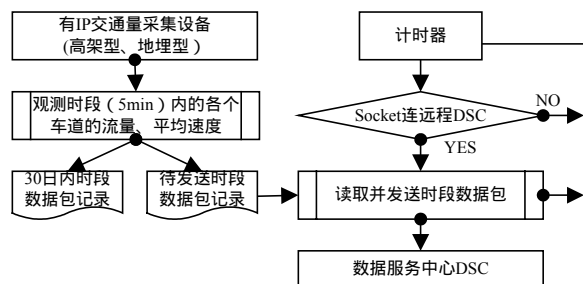 有IP交通量采集设备
(高架型、地埋型）
观测时段（5min）内的各个
车道的流量、平均速度
30日内时段
数据包记录
待发送时段
数据包记录
计时器
Socket连远程DSC
NO
YES
读取并发送时段数据包
数据服务中心DSC